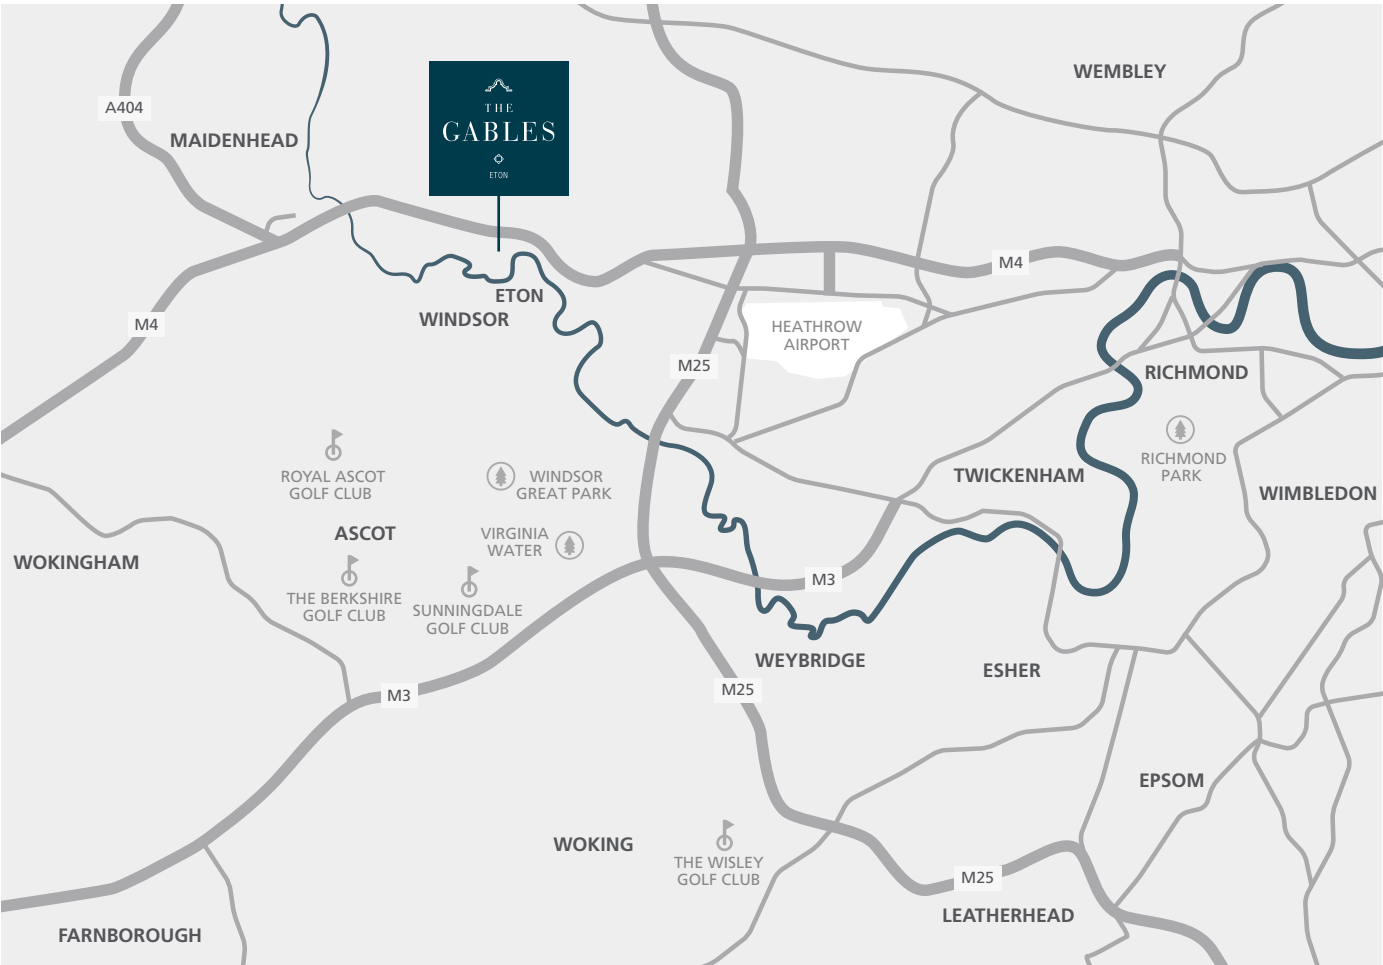 WEMBLEY
A404
MAIDENHEAD
THE
GABLES
ETON
M4
ETON
WINDSOR
M4
HEATHROW
AIRPORT
M25
RICHMOND
RICHMOND
PARK
TWICKENHAM
WIMBLEDON
ROYAL ASCOT
GOLF CLUB
WINDSOR
GREAT PARK
ASCOT
VIRGINIA
WATER
WOKINGHAM
THE BERKSHIRE
GOLF CLUB
SUNNINGDALE
GOLF CLUB
M3
WEYBRIDGE
ESHER
M3
M25
EPSOM
WOKING
THE WISLEY
GOLF CLUB
M25
LEATHERHEAD
FARNBOROUGH